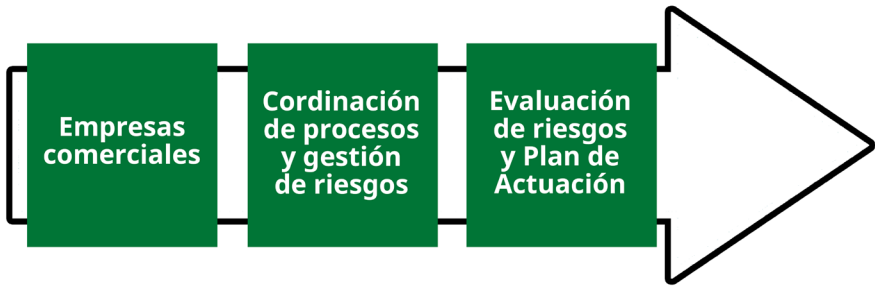 Empresas
comerciales
Cordinación
de procesos
y gestión
de riesgos
Evaluación
de riesgos
y Plan de
Actuación